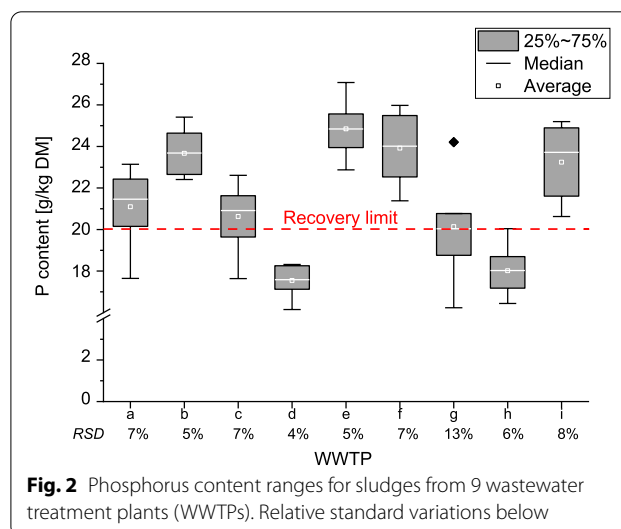 28
26
24
22
20
18
2
0
P content [g/kg DM]
25%~75%
Median
Average
Recovery limit
a b c d e f g h i
RSD 7% 5% 7% 4% 5% 7% 13% 6% 8%
WWTP
Fig. 2 Phosphorus content ranges for sludges from 9 wastewater
treatment plants (WWTPs). Relative standard variations below